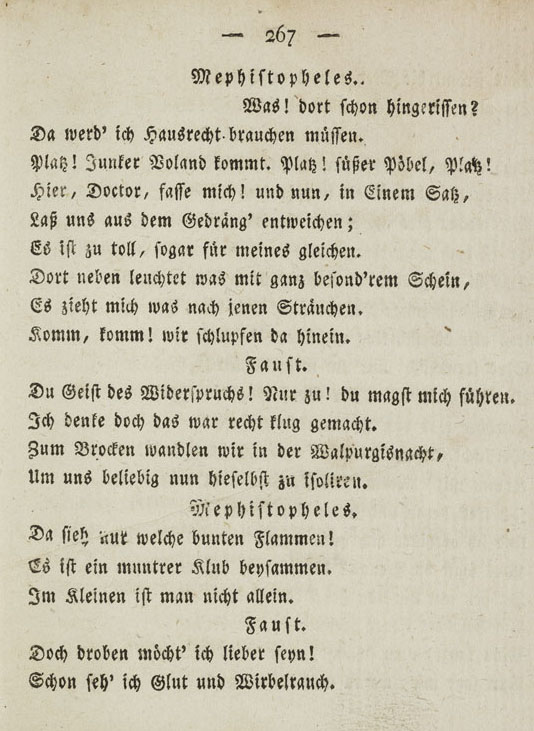 — 267 —
Mephistopheles.
Was! dort schon hingerissen?
Da werd' ich Hausrecht brauchen müssen.
Platz! Junker Voland kommt. Platz! süßer Pöbel, Platz!
Hier, Doctor, fasse mich! und nun, in Einem Satz,
Laß uns aus dem Gedräng' entweichen;
Es ist zu toll, sogar für meines gleichen.
Dort neben leuchtet was mit ganz besond'rem Schein,
Es zieht mich was nach jenen Sträuchen.
Komm, komm! wir schlupfen da hinein.
Faust.
Du Geist des Widerspruchs! Nur zu! du magst mich führen.
Ich denke doch das war recht klug gemacht.
Zum Brocken wandlen wir in der Walpurgisnacht,
Um uns beliebig nun hieselbst zu isoliren.
Mephistopheles.
Da sieh nur welche bunten Flammen!
Es ist ein muntrer Klub beysammen.
Im Kleinen ist man nicht allein.
Faust.
Doch droben möcht' ich lieber seyn!
Schon seh' ich Glut und Wirbelrauch.